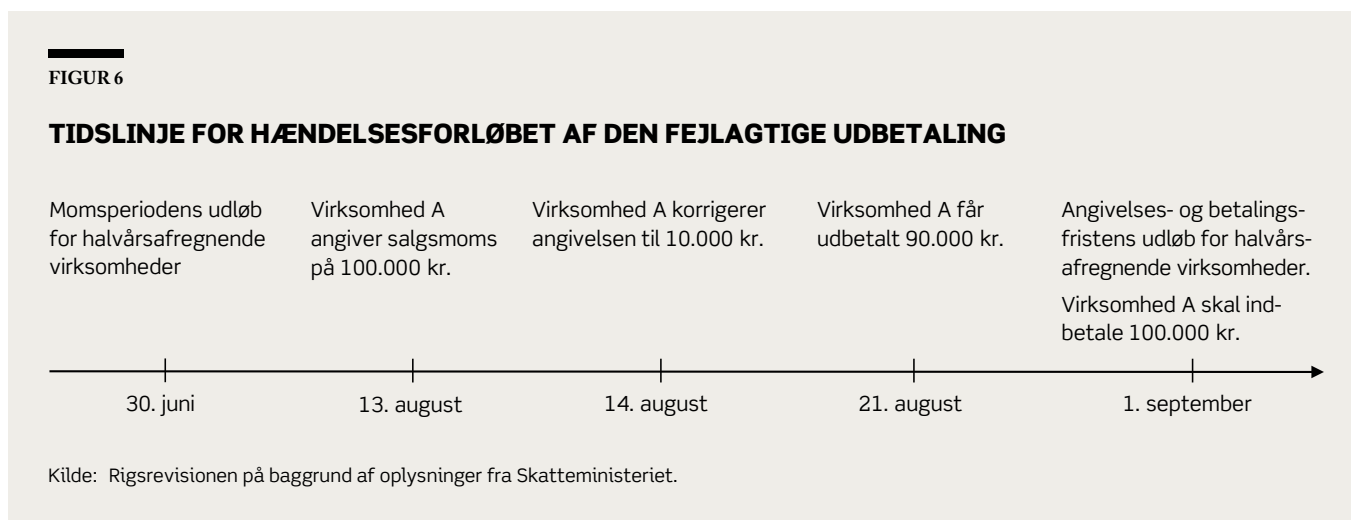 FIGUR 6
TIDSLINJE FOR HÆNDELSESFORLØBET AF DEN FEJLAGTIGE UDBETALING
Momsperiodens udløb
for halvårsafregnende
virksomheder
Virksomhed A
angiver salgsmoms
på 100.000 kr.
Virksomhed A korrigerer
angivelsen til 10.000 kr.
Virksomhed A får
udbetalt 90.000 kr.
Angivelses- og betalings-
fristens udløb for halvårs-
afregnende virksomheder.
Virksomhed A skal ind-
betale 100.000 kr.
30. juni
13. august
14. august
21. august
1. september
Kilde: Rigsrevisionen på baggrund af oplysninger fra Skatteministeriet.